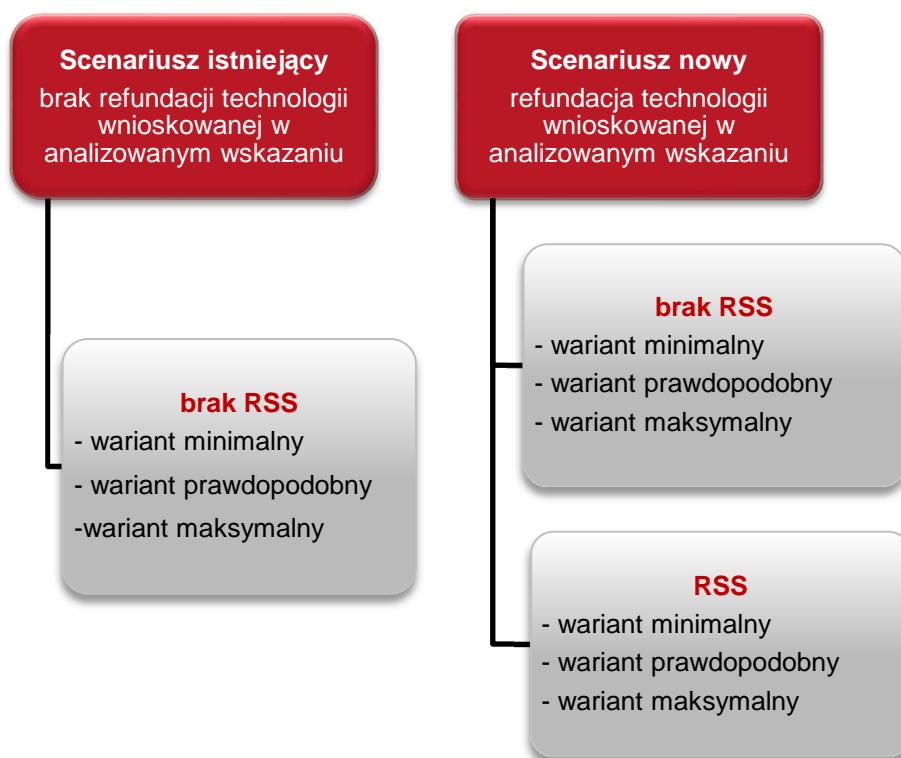 Scenariusz istniejący
brak refundacji technologii
wnioskowanej w
analizowanym wskazaniu
brak RSS
- wariant minimalny
- wariant prawdopodobny
-wariant maksymalny
Scenariusz nowy
refundacja technologii
wnioskowanej w
analizowanym wskazaniu
brak RSS
- wariant minimalny
- wariant prawdopodobny
- wariant maksymalny
RSS
- wariant minimalny
- wariant prawdopodobny
- wariant maksymalny